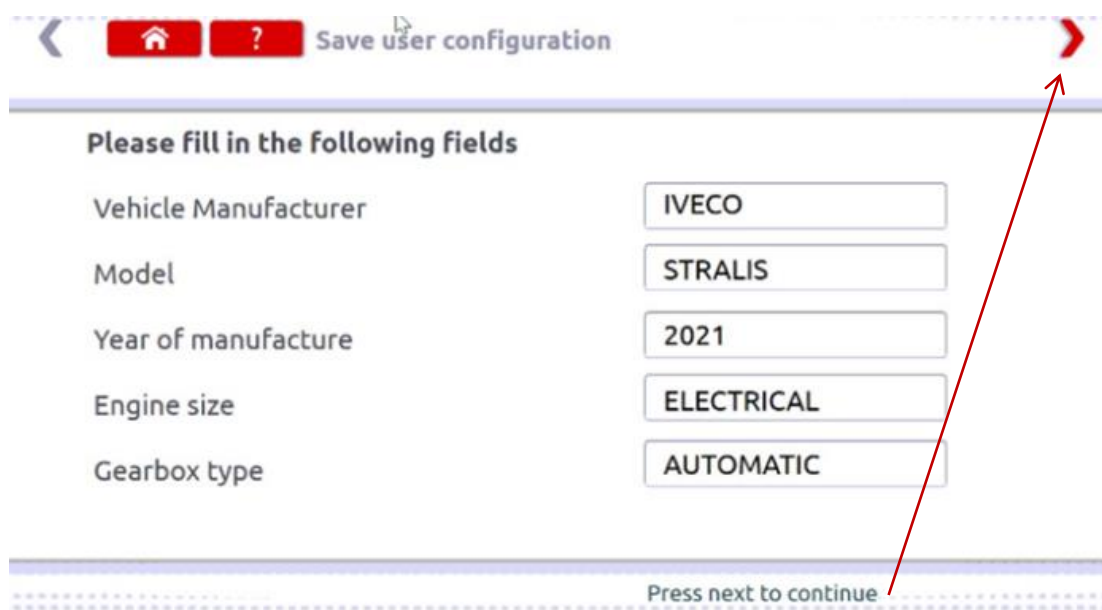 ? Save user configuration
Please fill in the following fields
Vehicle Manufacturer IVECO
Model STRALIS
Year of manufacture 2021
Engine size ELECTRICAL
Gearbox type AUTOMATIC
Press next to continue